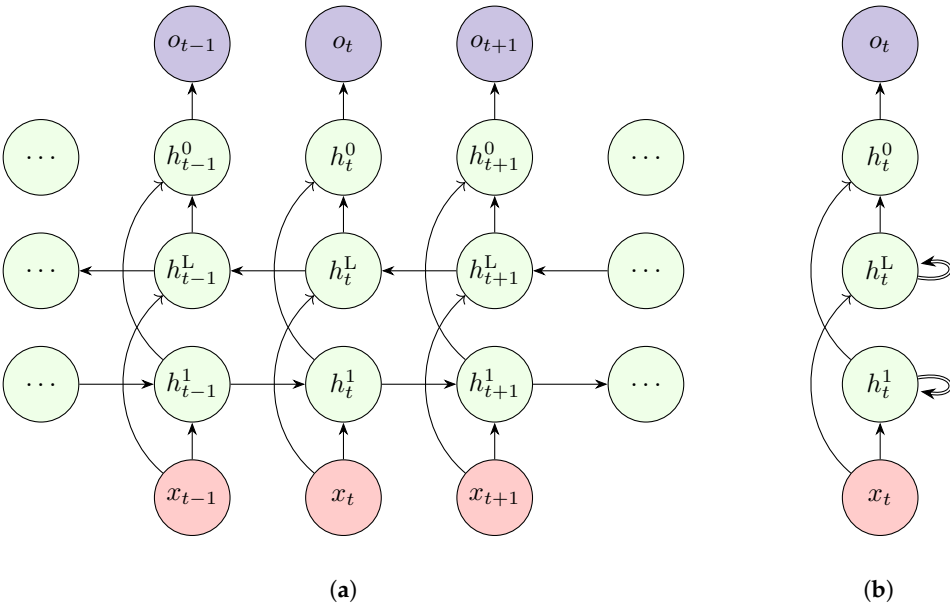 o_{t−1} o_t o_{t+1} o_t
⋯ h^0_{t−1} h^0_t h^0_{t+1} ⋯ h^0_t
⋯ h^L_{t−1} h^L_t h^L_{t+1} ⋯ h^L_t
⋯ h^1_{t−1} h^1_t h^1_{t+1} ⋯ h^1_t
x_{t−1} x_t x_{t+1} x_t
(a) (b)